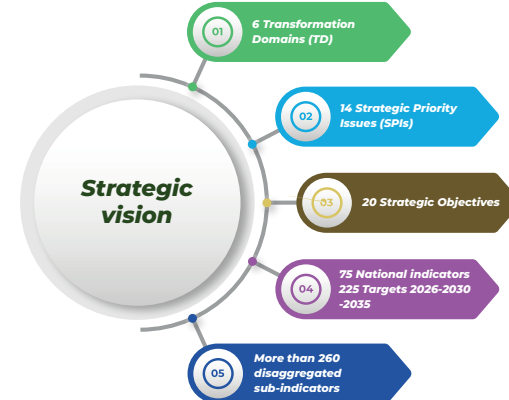 01
6 Transformation
Domains (TD)
02
14 Strategic Priority
Issues (SPIs)
Strategic
vision
03
20 Strategic Objectives
04
75 National indicators
225 Targets 2026-2030
-2035
05
More than 260
disaggregated
sub-indicators